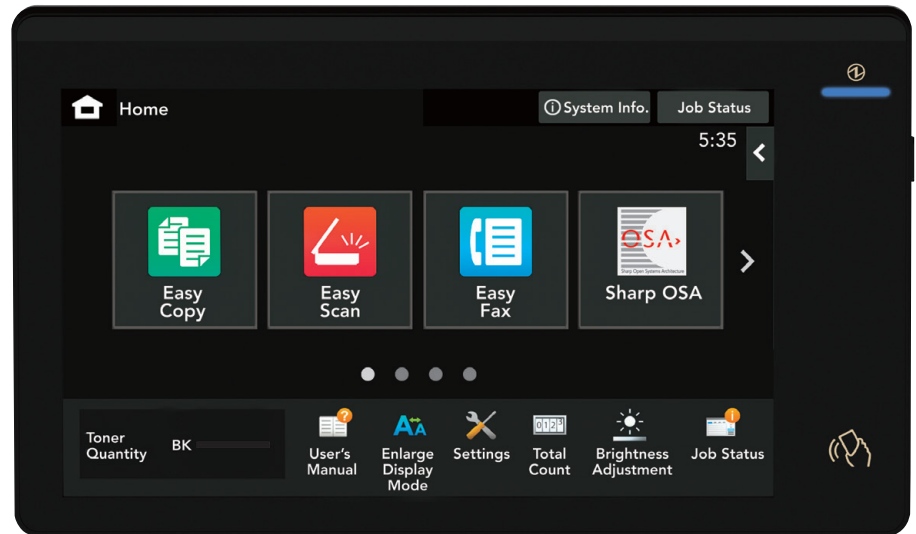 Home
System Info.
Job Status
5:35
OSA
Sharp Open Systems Architecture
Easy
Copy
Easy
Scan
Easy
Fax
Sharp OSA
Toner
Quantity
BK
0123
User's
Manual
Enlarge
Display
Mode
Settings
Total
Count
Brightness
Adjustment
Job Status